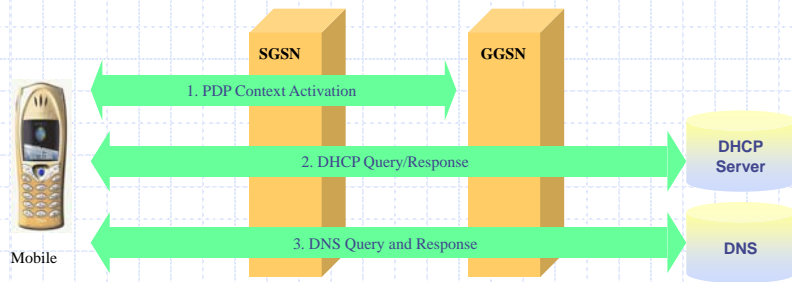 SGSN
GGSN
1. PDP Context Activation
2. DHCP Query/Response
DHCP
Server
3. DNS Query and Response
DNS
Mobile